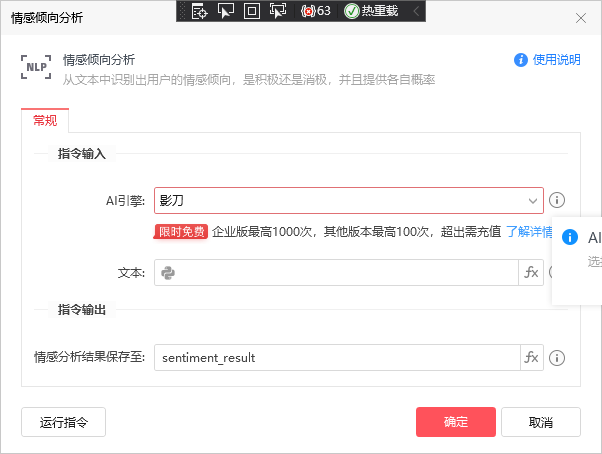 情感倾向分析
63
热重载
NLP
情感倾向分析
使用说明
从文本中识别出用户的情感倾向，是积极还是消极，并且提供各自概率
常规
指令输入
AI引擎:
影刀
限时免费 企业版最高1000次，其他版本最高100次，超出需充值 了解详情
AI
选择
文本:
fx
指令输出
情感分析结果保存至:
sentiment_result
fx
运行指令
确定
取消